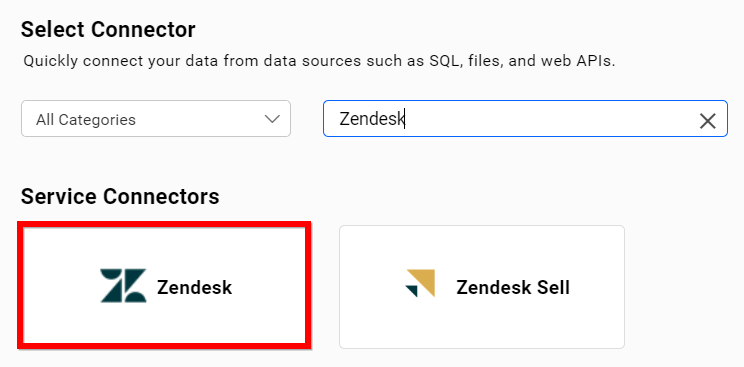 Select Connector
Quickly connect your data from data sources such as SQL, files, and web APIs.
All Categories
Zendesk
Service Connectors
Zendesk
Zendesk Sell